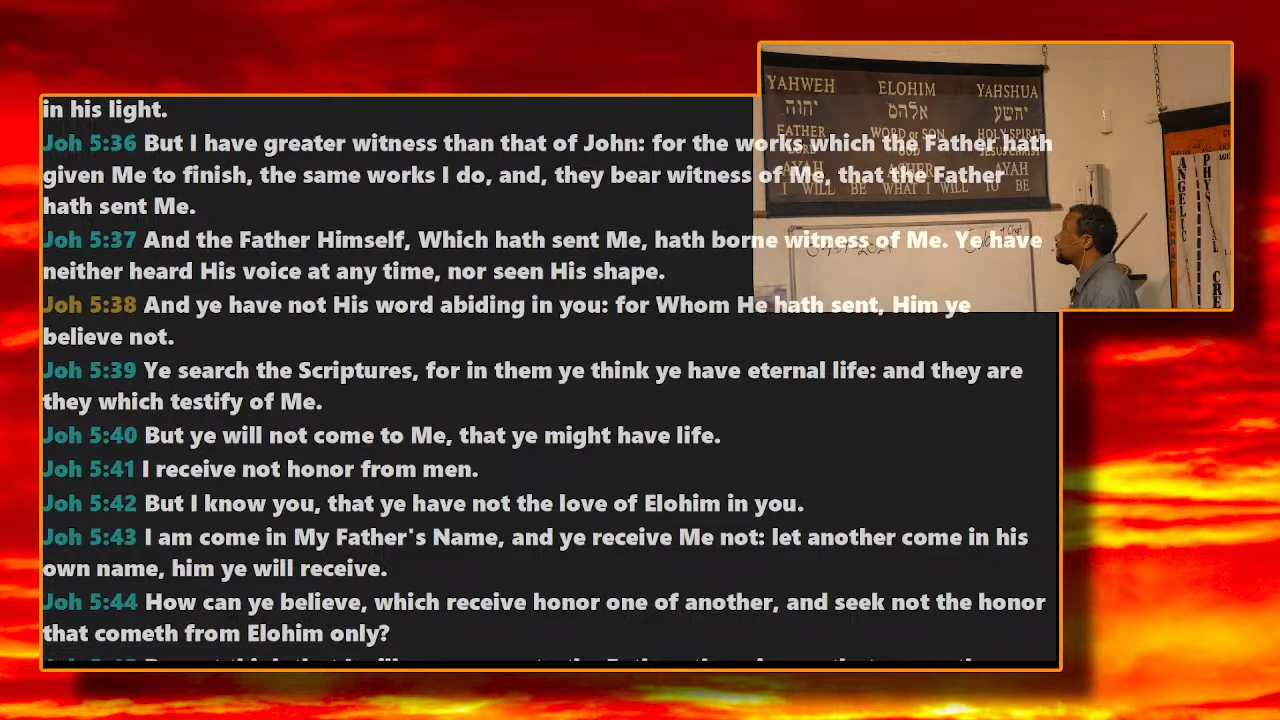 in his light.
Joh 5:36 But I have greater witness than that of John: for the works which the Father hath
given Me to finish, the same works I do, and, they bear witness of Me, that the Father
hath sent Me.
Joh 5:37 And the Father Himself, Which hath sent Me, hath borne witness of Me. Ye have
neither heard His voice at any time, nor seen His shape.
Joh 5:38 And ye have not His word abiding in you: for Whom He hath sent, Him ye
believe not.
Joh 5:39 Ye search the Scriptures, for in them ye think ye have eternal life: and they are
they which testify of Me.
Joh 5:40 But ye will not come to Me, that ye might have life.
Joh 5:41 I receive not honor from men.
Joh 5:42 But I know you, that ye have not the love of Elohim in you.
Joh 5:43 I am come in My Father's Name, and ye receive Me not: let another come in his
own name, him ye will receive.
Joh 5:44 How can ye believe, which receive honor one of another, and seek not the honor
that cometh from Elohim only?
YAHWEH ELOHIM YAHSHUA
יהוה אלהם יהשע
FATHER WORD or SON HOLY SPIRIT
I WILL BE WHAT I WILL TO BE
ANGELIC
PHYSICAL CRE